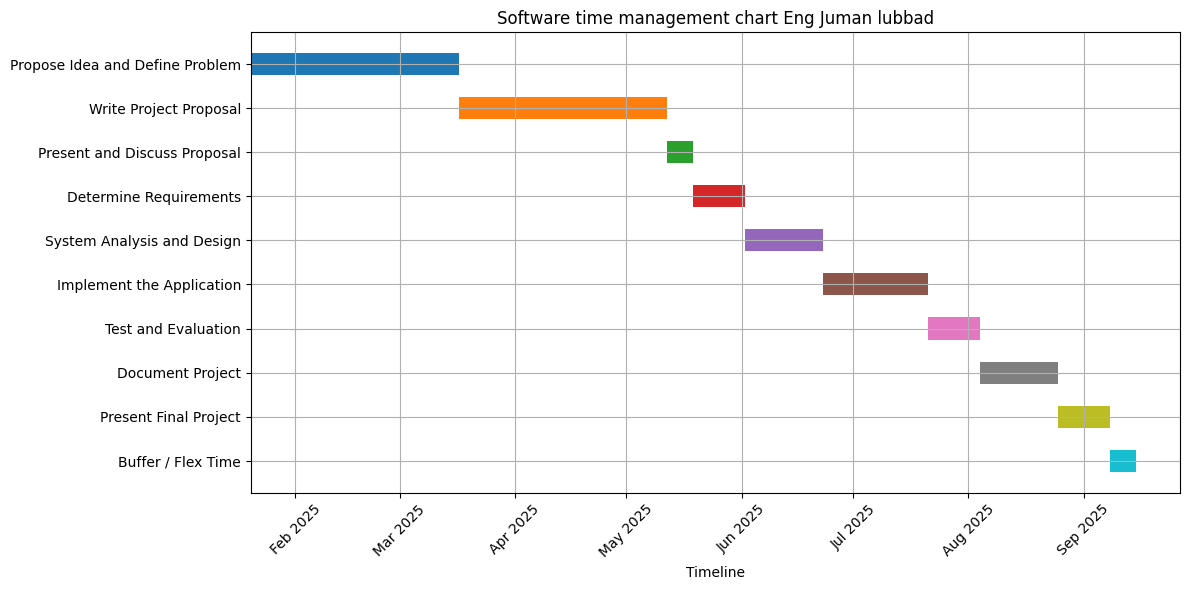 Software time management chart Eng Juman lubbad
Propose Idea and Define Problem
Write Project Proposal
Present and Discuss Proposal
Determine Requirements
System Analysis and Design
Implement the Application
Test and Evaluation
Document Project
Present Final Project
Buffer / Flex Time
Feb 2025
Mar 2025
Apr 2025
May 2025
Jun 2025
Jul 2025
Aug 2025
Sep 2025
Timeline